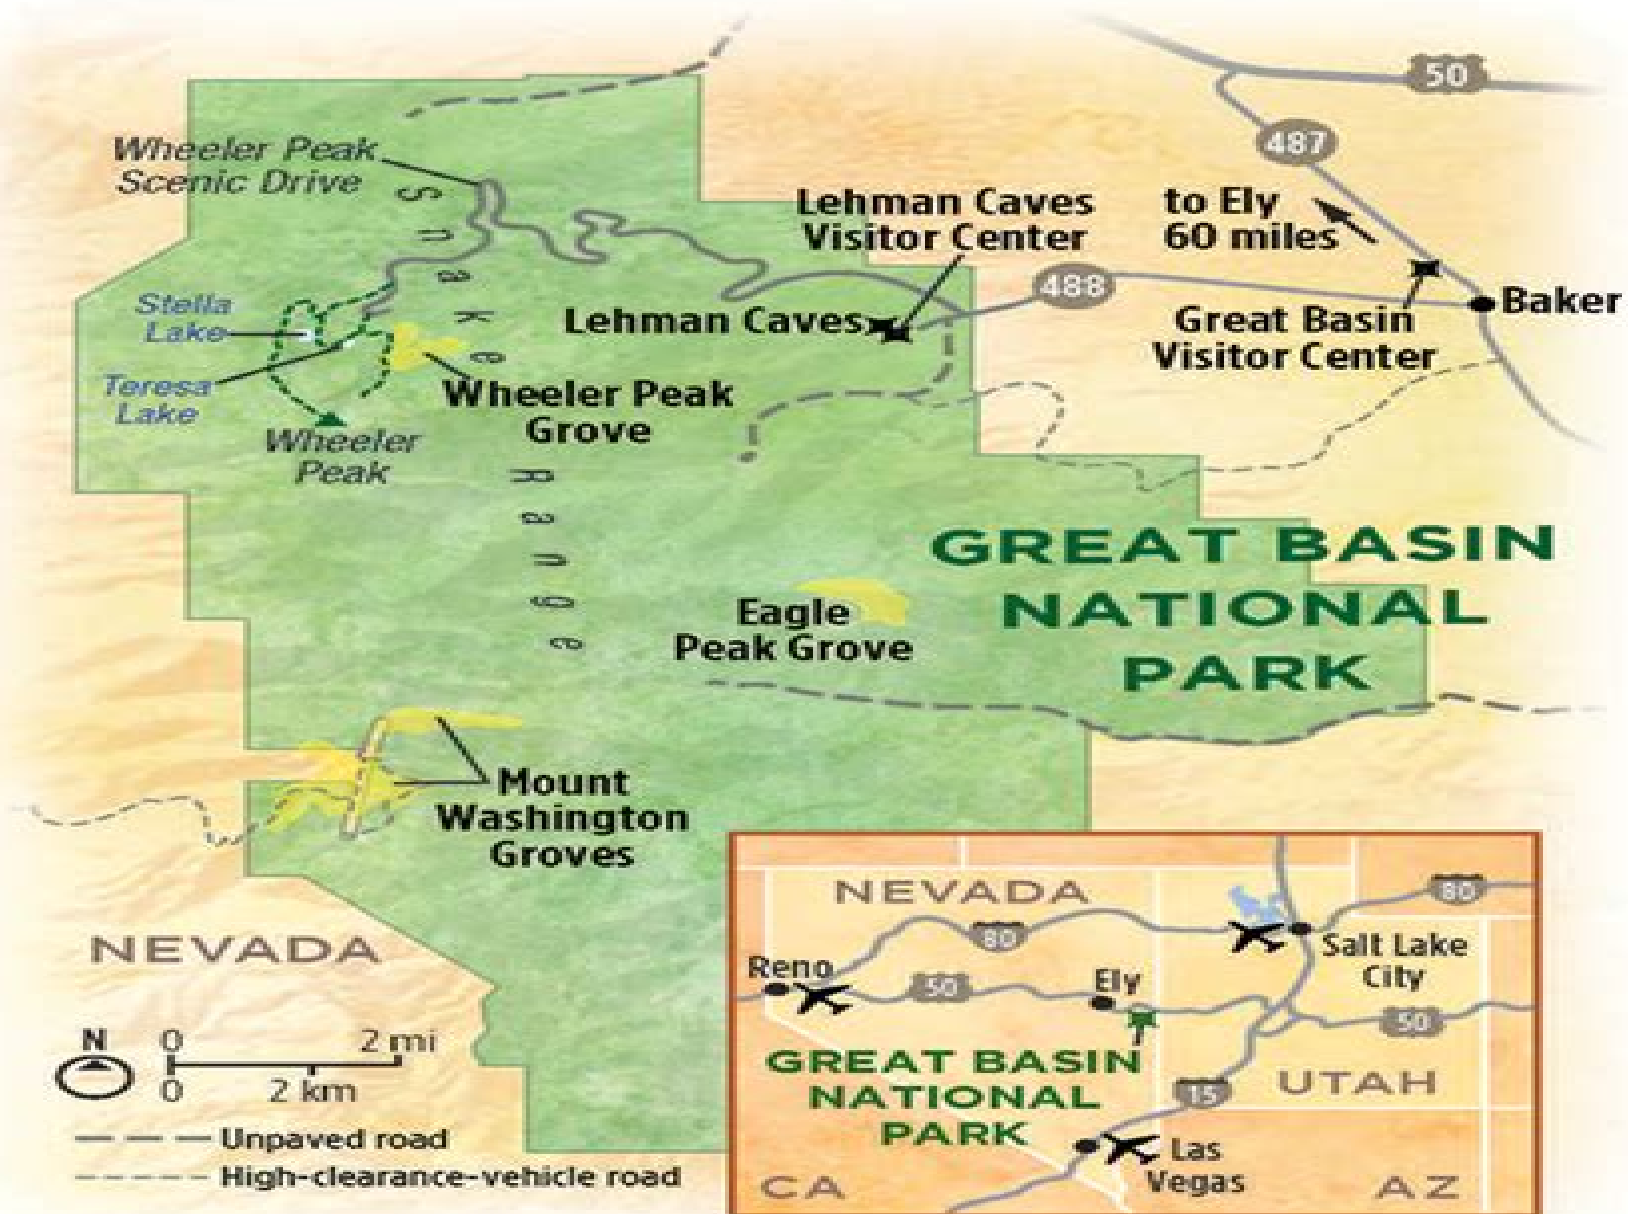 50
487
Wheeler Peak
Scenic Drive
Lehman Caves
Visitor Center
to Ely
60 miles
488
Baker
Stella
Lake
Lehman Caves
Great Basin
Visitor Center
Teresa
Lake
Wheeler Peak
Grove
Wheeler
Peak
Snake Range
GREAT BASIN
NATIONAL
PARK
Eagle
Peak Grove
Mount
Washington
Groves
NEVADA
N
0 2 mi
0 2 km
Unpaved road
High-clearance-vehicle road
NEVADA
80
80
Salt Lake
City
Reno
50
Ely
50
GREAT BASIN
NATIONAL
PARK
15
UTAH
Las
Vegas
CA
AZ